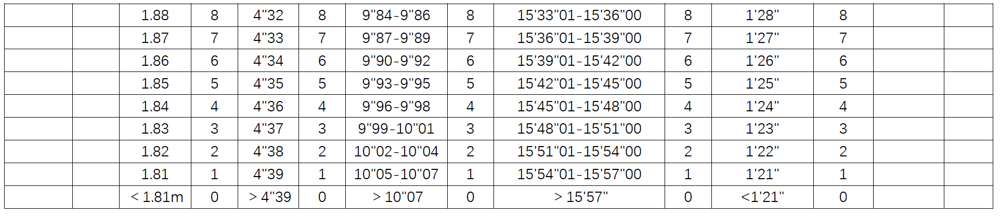 1.88 8 4"32 8 9"84-9"86 8 15'33"01-15'36"00 8 1'28" 8
1.87 7 4"33 7 9"87-9"89 7 15'36"01-15'39"00 7 1'27" 7
1.86 6 4"34 6 9"90-9"92 6 15'39"01-15'42"00 6 1'26" 6
1.85 5 4"35 5 9"93-9"95 5 15'42"01-15'45"00 5 1'25" 5
1.84 4 4"36 4 9"96-9"98 4 15'45"01-15'48"00 4 1'24" 4
1.83 3 4"37 3 9"99-10"01 3 15'48"01-15'51"00 3 1'23" 3
1.82 2 4"38 2 10"02-10"04 2 15'51"01-15'54"00 2 1'22" 2
1.81 1 4"39 1 10"05-10"07 1 15'54"01-15'57"00 1 1'21" 1
< 1.81m 0 > 4"39 0 > 10"07 0 > 15'57" 0 <1'21" 0